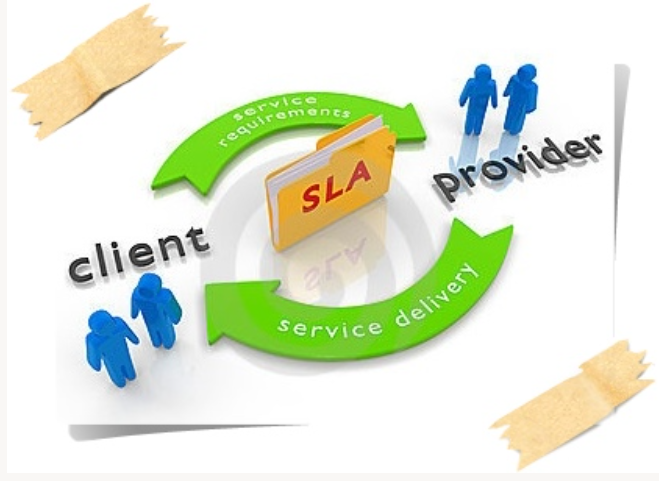 service
requirements
SLA
provider
client
service delivery